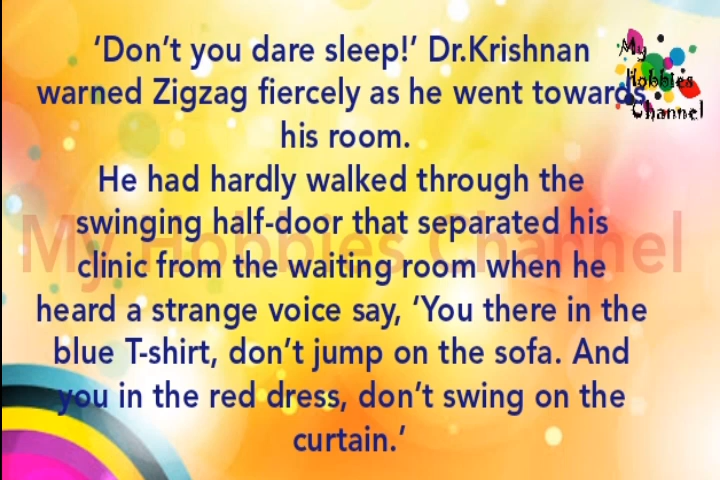 ‘Don’t you dare sleep!’ Dr.Krishnan
warned Zigzag fiercely as he went towards
his room.
He had hardly walked through the
swinging half-door that separated his
clinic from the waiting room when he
heard a strange voice say, ‘You there in the
blue T-shirt, don’t jump on the sofa. And
you in the red dress, don’t swing on the
curtain.’
My
Hobbies
Channel
My Hobbies Channel